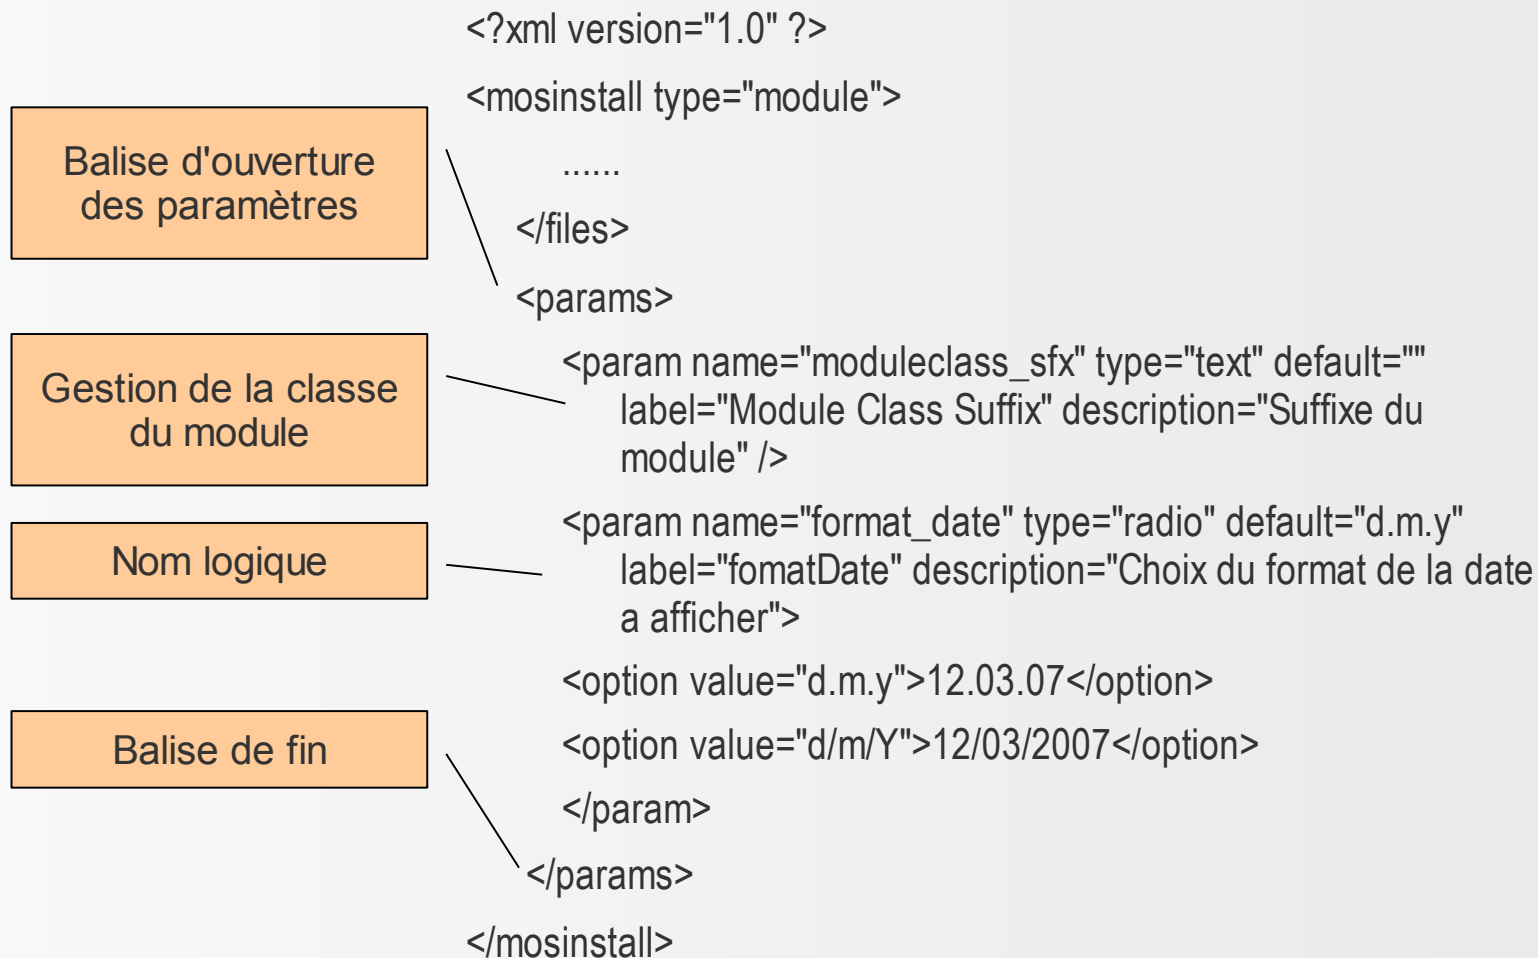 <?xml version="1.0" ?>
<mosinstall type="module">
Balise d'ouverture
des paramètres
......
</files>
<params>
Gestion de la classe
du module
<param name="moduleclass_sfx" type="text" default=""
label="Module Class Suffix" description="Suffixe du
module" />
Nom logique
<param name="format_date" type="radio" default="d.m.y"
label="fomatDate" description="Choix du format de la date
a afficher">
<option value="d.m.y">12.03.07</option>
Balise de fin
<option value="d/m/Y">12/03/2007</option>
</param>
</params>
</mosinstall>